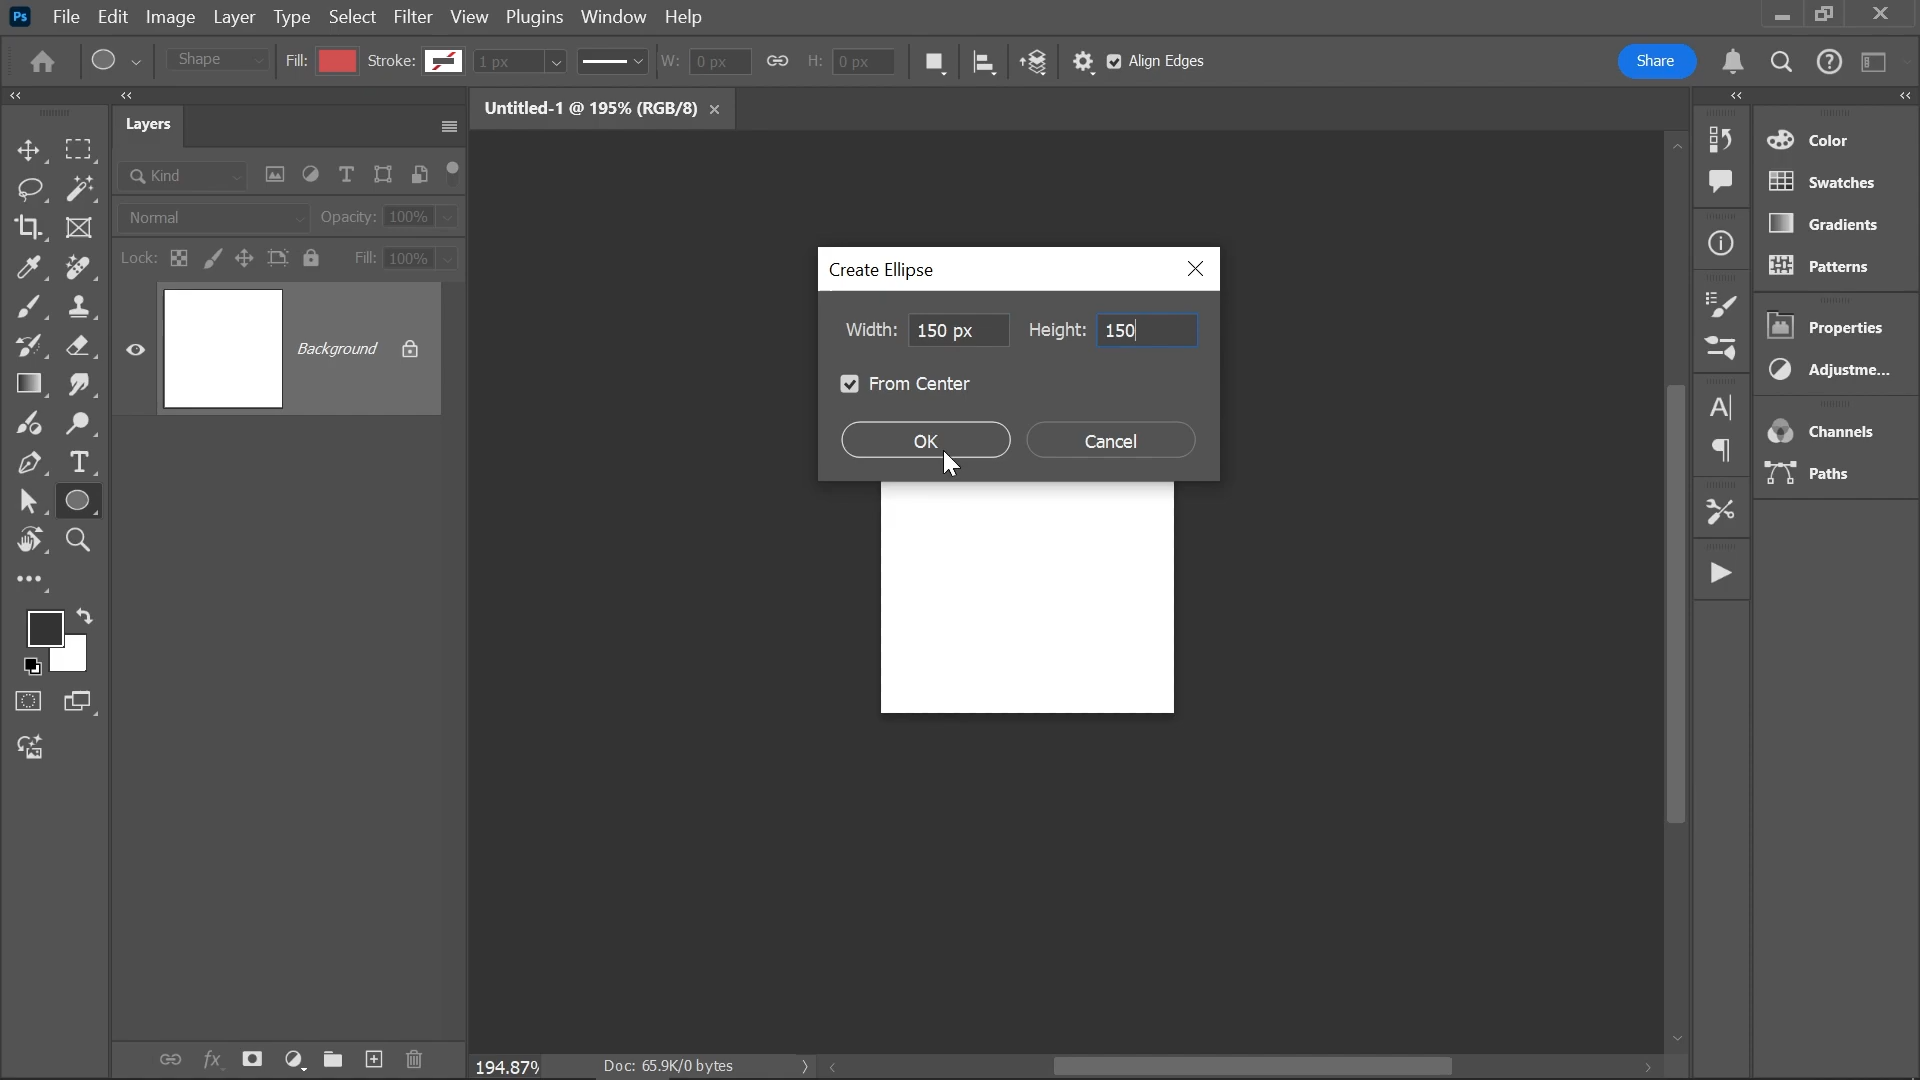 Ps File Edit Image Layer Type Select Filter View Plugins Window Help
Shape Fill: Stroke: 1 px W: 0 px H: 0 px Align Edges Share
Layers
Untitled-1 @ 195% (RGB/8)
Kind
Normal Opacity: 100%
Lock: Fill: 100%
Background
Create Ellipse
Width: 150 px Height: 150
From Center
OK Cancel
Color
Swatches
Gradients
Patterns
Properties
Adjustme...
Channels
Paths
194.87% Doc: 65.9K/0 bytes